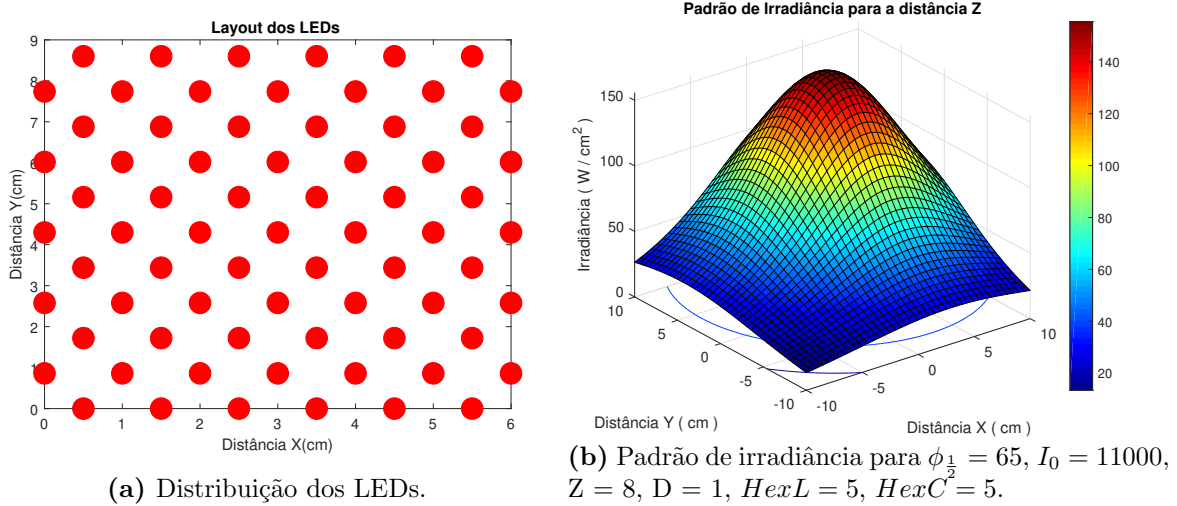 Layout dos LEDs
9
8
7
6
5
4
3
2
1
0
Distância Y(cm)
0 1 2 3 4 5 6
Distância X(cm)
(a) Distribuição dos LEDs.
Padrão de Irradiância para a distância Z
150
100
50
0
Irradiância ( W / cm²)
10
5
0
-5
-10
Distância Y ( cm )
-10
-5
0
5
10
Distância X ( cm )
140
120
100
80
60
40
20
(b) Padrão de irradiância para ϕ_{1/2} = 65, I₀ = 11000,
Z = 8, D = 1, HexL = 5, HexC = 5.